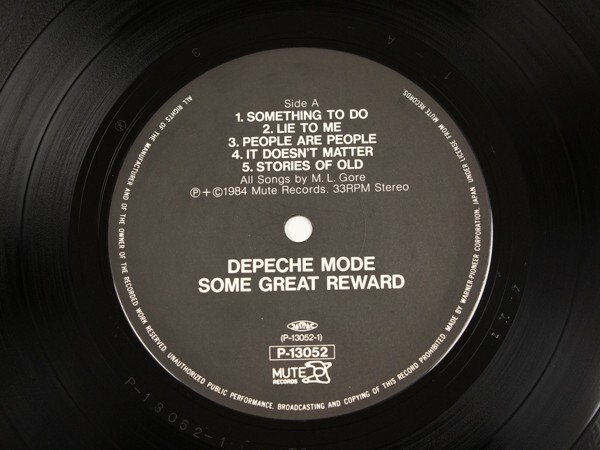 Side A
1. SOMETHING TO DO
2. LIE TO ME
3. PEOPLE ARE PEOPLE
4. IT DOESN'T MATTER
5. STORIES OF OLD
All Songs by M. L. Gore
Ⓟ+©1984 Mute Records. 33RPM Stereo
DEPECHE MODE
SOME GREAT REWARD
JASRAC
(P-13052-1)
P-13052
MUTE
RECORDS
ALL RIGHTS OF THE MANUFACTURER AND OF THE OWNER OF THE RECORDED WORK RESERVED. UNAUTHORIZED PUBLIC PERFORMANCE, BROADCASTING AND COPYING OF THIS RECORD PROHIBITED. MADE BY WARNER-PIONEER CORPORATION, JAPAN UNDER LICENSE FROM MUTE RECORDS.
P-13052-1